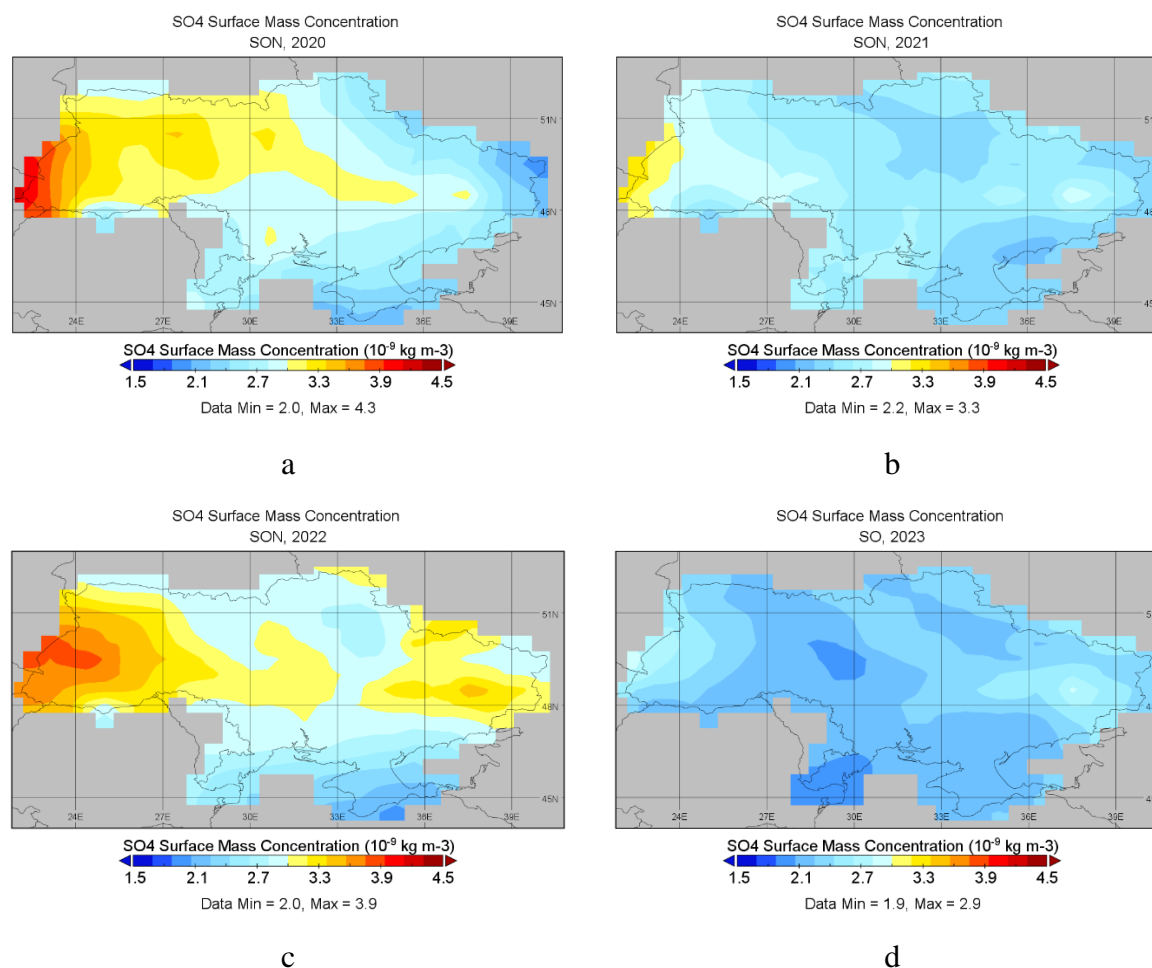 SO4 Surface Mass Concentration
SON, 2020
51N
48N
45N
24E 27E 30E 33E 36E 39E
SO4 Surface Mass Concentration (10⁻⁹ kg m-3)
1.5 2.1 2.7 3.3 3.9 4.5
Data Min = 2.0, Max = 4.3
a
SO4 Surface Mass Concentration
SON, 2021
51N
48N
45N
24E 27E 30E 33E 36E 39E
SO4 Surface Mass Concentration (10⁻⁹ kg m-3)
1.5 2.1 2.7 3.3 3.9 4.5
Data Min = 2.2, Max = 3.3
b
SO4 Surface Mass Concentration
SON, 2022
51N
48N
45N
24E 27E 30E 33E 36E 39E
SO4 Surface Mass Concentration (10⁻⁹ kg m-3)
1.5 2.1 2.7 3.3 3.9 4.5
Data Min = 2.0, Max = 3.9
c
SO4 Surface Mass Concentration
SO, 2023
24E 27E 30E 33E 36E 39E
SO4 Surface Mass Concentration (10⁻⁹ kg m-3)
1.5 2.1 2.7 3.3 3.9 4.5
Data Min = 1.9, Max = 2.9
d